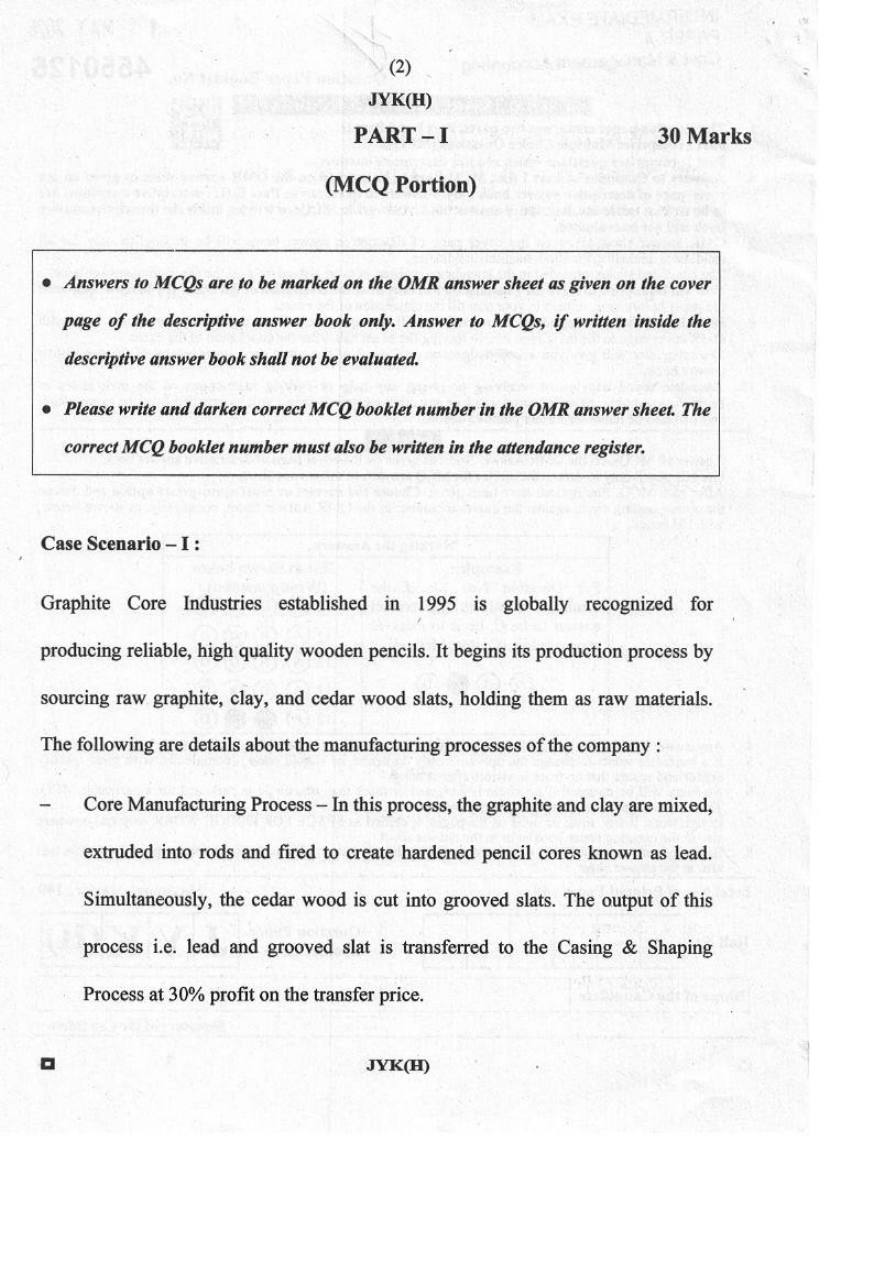 (2)
JYK(H)
PART – I 30 Marks
(MCQ Portion)
● Answers to MCQs are to be marked on the OMR answer sheet as given on the cover
page of the descriptive answer book only. Answer to MCQs, if written inside the
descriptive answer book shall not be evaluated.
● Please write and darken correct MCQ booklet number in the OMR answer sheet. The
correct MCQ booklet number must also be written in the attendance register.
Case Scenario – I :
Graphite Core Industries established in 1995 is globally recognized for
producing reliable, high quality wooden pencils. It begins its production process by
sourcing raw graphite, clay, and cedar wood slats, holding them as raw materials.
The following are details about the manufacturing processes of the company :
– Core Manufacturing Process – In this process, the graphite and clay are mixed,
extruded into rods and fired to create hardened pencil cores known as lead.
Simultaneously, the cedar wood is cut into grooved slats. The output of this
process i.e. lead and grooved slat is transferred to the Casing & Shaping
Process at 30% profit on the transfer price.
JYK(H)